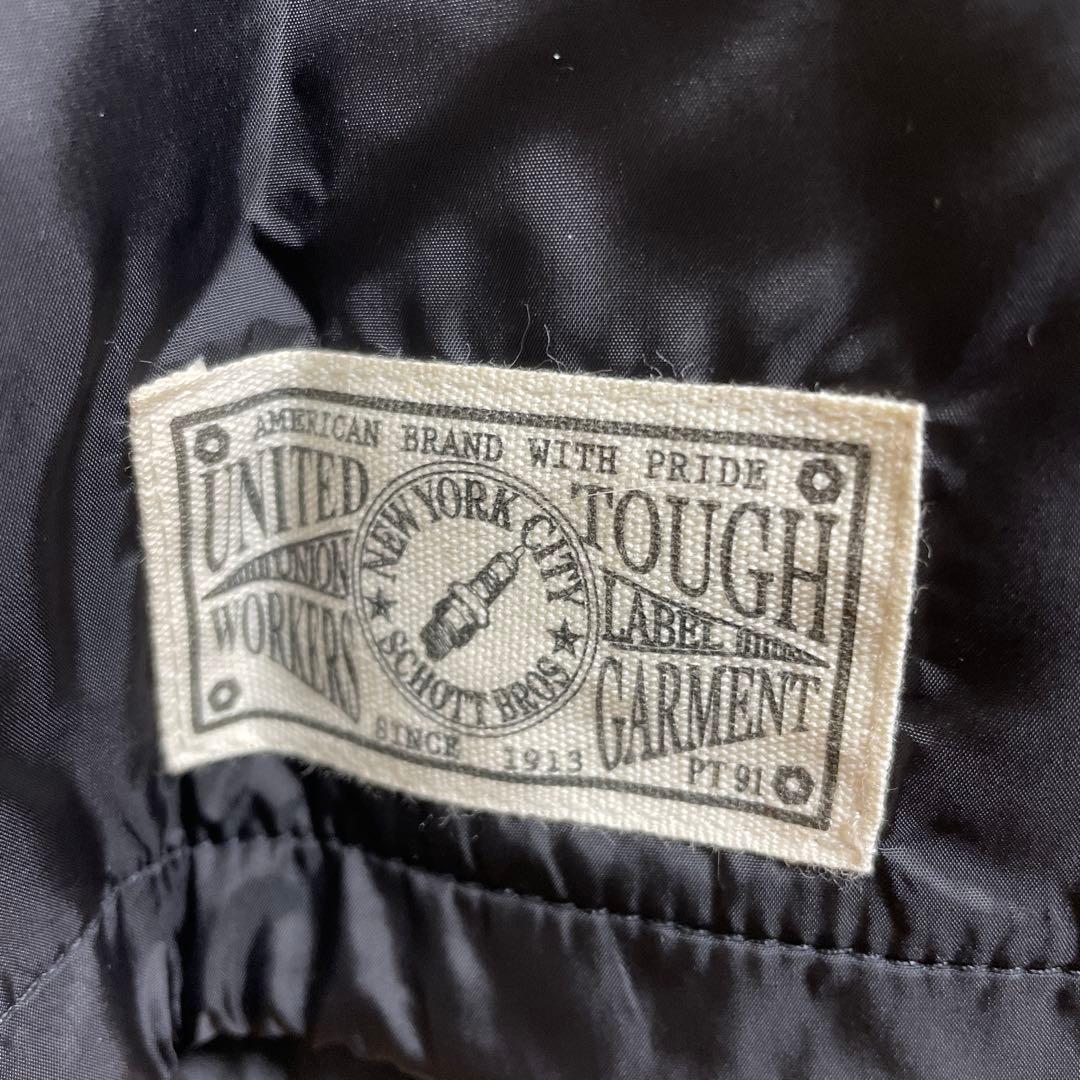 AMERICAN BRAND WITH PRIDE
UNITED
UNION
WORKERS
NEW YORK CITY
SCHOTT BROS
TOUGH
LABEL
GARMENT
SINCE 1913
PT 91